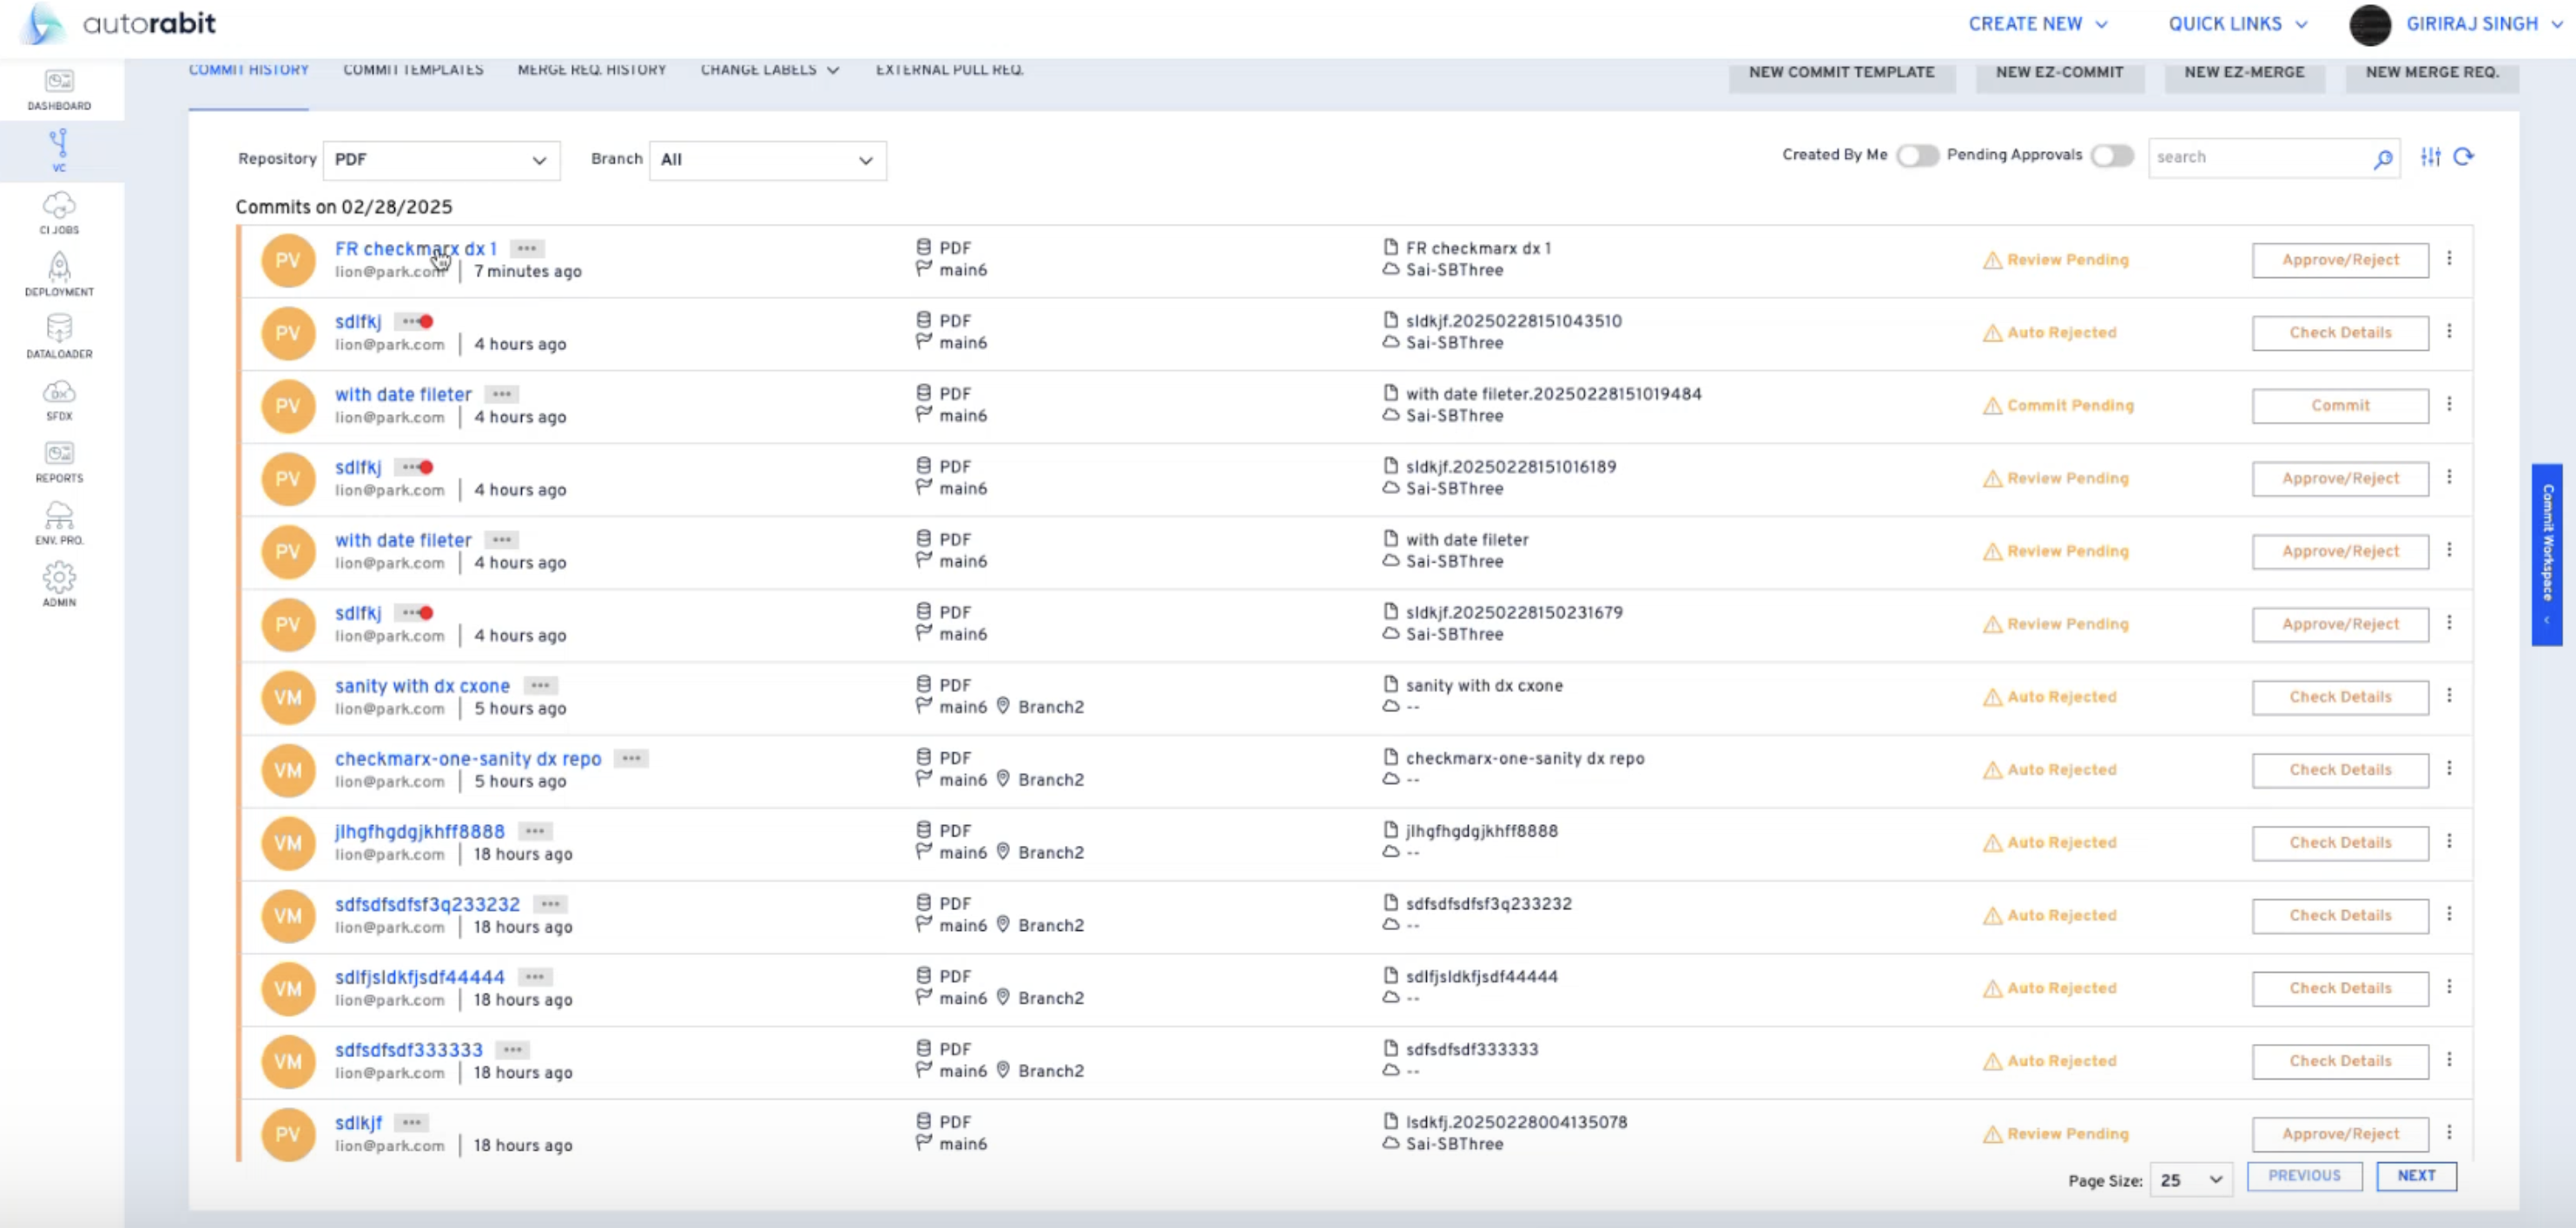 autorabit
CREATE NEW QUICK LINKS GIRIRAJ SINGH
COMMIT HISTORY COMMIT TEMPLATES MERGE REQ. HISTORY CHANGE LABELS EXTERNAL PULL REQ.
NEW COMMIT TEMPLATE NEW EZ-COMMIT NEW EZ-MERGE NEW MERGE REQ.
DASHBOARD
VC
CI JOBS
DEPLOYMENT
DATALOADER
SFDX
REPORTS
ENV. PRO.
ADMIN
Repository PDF Branch All Created By Me Pending Approvals search
Commits on 02/28/2025
PV FR checkmarx dx 1 ••• PDF FR checkmarx dx 1 Review Pending Approve/Reject
lion@park.com | 7 minutes ago main6 Sai-SBThree
PV sdlfkj ••• PDF sldkjf.20250228151043510 Auto Rejected Check Details
lion@park.com | 4 hours ago main6 Sai-SBThree
PV with date fileter ••• PDF with date fileter.20250228151019484 Commit Pending Commit
lion@park.com | 4 hours ago main6 Sai-SBThree
PV sdlfkj ••• PDF sldkjf.20250228151016189 Review Pending Approve/Reject
lion@park.com | 4 hours ago main6 Sai-SBThree
PV with date fileter ••• PDF with date fileter Review Pending Approve/Reject
lion@park.com | 4 hours ago main6 Sai-SBThree
PV sdlfkj ••• PDF sldkjf.20250228150231679 Review Pending Approve/Reject
lion@park.com | 4 hours ago main6 Sai-SBThree
VM sanity with dx cxone ••• PDF sanity with dx cxone Auto Rejected Check Details
lion@park.com | 5 hours ago main6 Branch2 --
VM checkmarx-one-sanity dx repo ••• PDF checkmarx-one-sanity dx repo Auto Rejected Check Details
lion@park.com | 5 hours ago main6 Branch2 --
VM jlhgfhgdgjkhff8888 ••• PDF jlhgfhgdgjkhff8888 Auto Rejected Check Details
lion@park.com | 18 hours ago main6 Branch2 --
VM sdfsdfsdfsf3q233232 ••• PDF sdfsdfsdfsf3q233232 Auto Rejected Check Details
lion@park.com | 18 hours ago main6 Branch2 --
VM sdlfjsldkfjsdf44444 ••• PDF sdlfjsldkfjsdf44444 Auto Rejected Check Details
lion@park.com | 18 hours ago main6 Branch2 --
VM sdfsdfsdf333333 ••• PDF sdfsdfsdf333333 Auto Rejected Check Details
lion@park.com | 18 hours ago main6 Branch2 --
PV sdlkjf ••• PDF lsdkfj.20250228004135078 Review Pending Approve/Reject
lion@park.com | 18 hours ago main6 Sai-SBThree
Page Size: 25 PREVIOUS NEXT
Commit Workspace